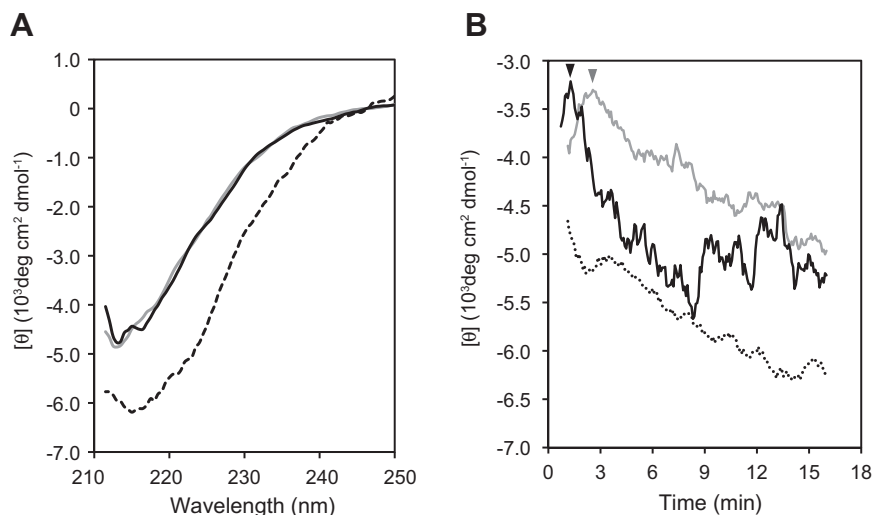 A
1.0
0
-1.0
-2.0
-3.0
-4.0
-5.0
-6.0
-7.0
[θ] (10³deg cm² dmol⁻¹)
210 220 230 240 250
Wavelength (nm)
B
-3.0
-3.5
-4.0
-4.5
-5.0
-5.5
-6.0
-6.5
-7.0
[θ] (10³deg cm² dmol⁻¹)
0 3 6 9 12 15 18
Time (min)